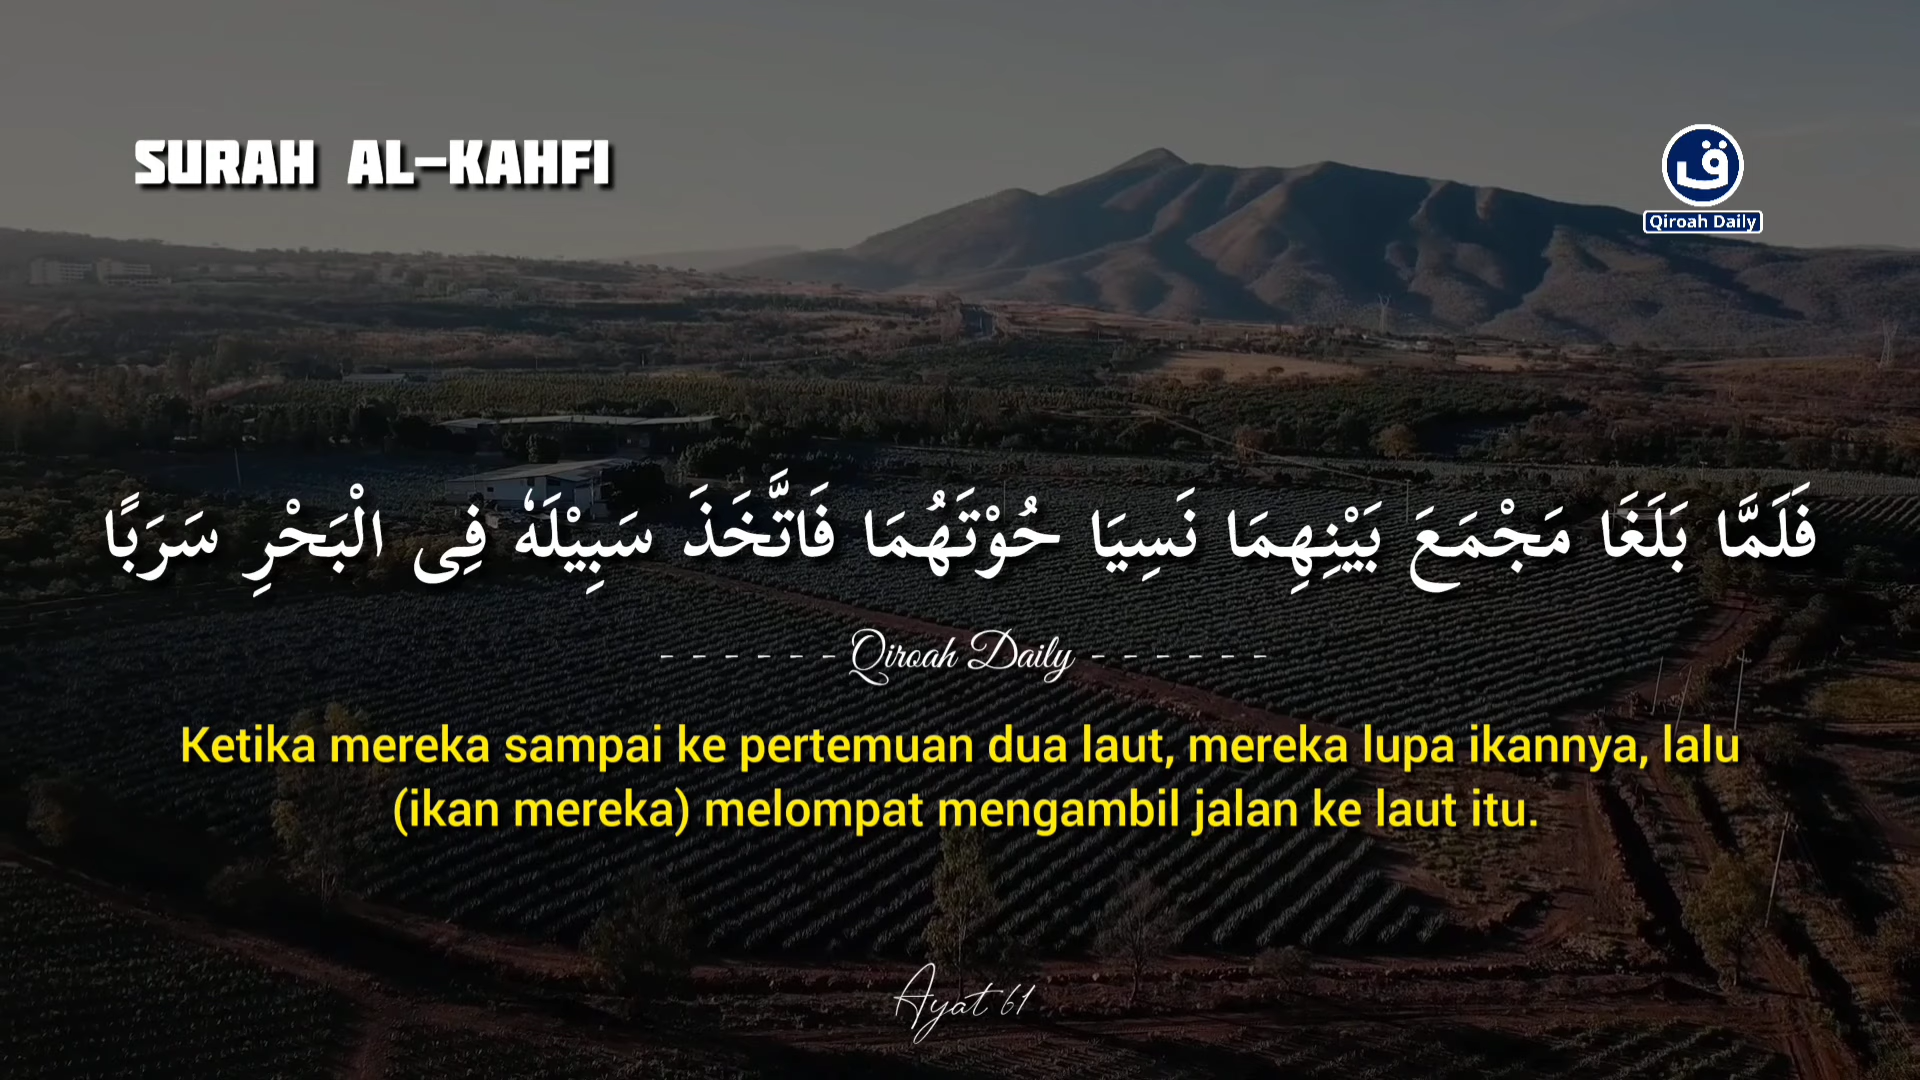 SURAH AL-KAHFI
ق
Qiroah Daily
فَلَمَّا بَلَغَا مَجْمَعَ بَيْنِهِمَا نَسِيَا حُوْتَهُمَا فَاتَّخَذَ سَبِيْلَهٗ فِى الْبَحْرِ سَرَبًا
------Qiroah Daily------
Ketika mereka sampai ke pertemuan dua laut, mereka lupa ikannya, lalu
(ikan mereka) melompat mengambil jalan ke laut itu.
Ayat 61